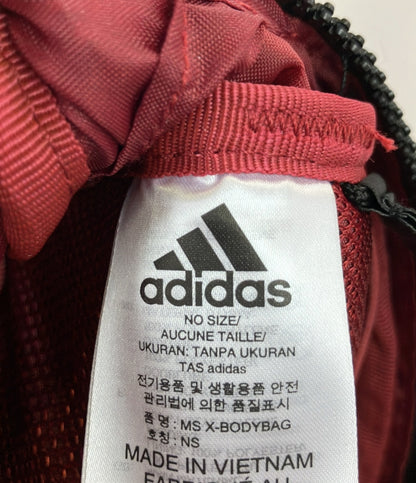 adidas
NO SIZE/
AUCUNE TAILLE/
UKURAN: TANPA UKURAN
TAS adidas
전기용품 및 생활용품 안전
관리법에 의한 품질표시
품명 : MS X-BODYBAG
호칭 : NS
MADE IN VIETNAM